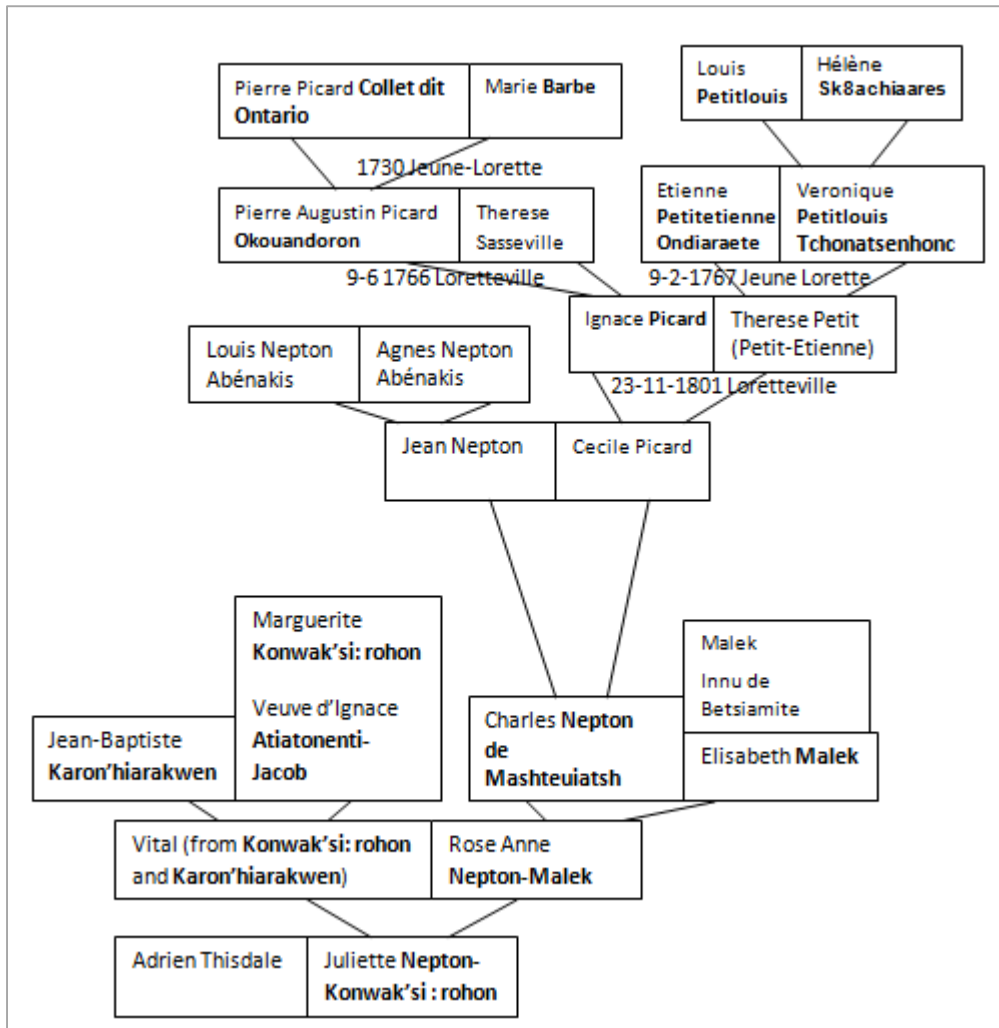 Pierre Picard Collet dit
Ontario
Marie Barbe
Louis
Petitlouis
Hélène
Sk8achiaares
1730 Jeune-Lorette
Pierre Augustin Picard
Okouandoron
Therese
Sasseville
Etienne
Petitetienne
Ondiaraete
Veronique
Petitlouis
Tchonatsenhonc
9-6 1766 Loretteville
9-2-1767 Jeune Lorette
Ignace Picard
Therese Petit
(Petit-Etienne)
Louis Nepton
Abénakis
Agnes Nepton
Abénakis
23-11-1801 Loretteville
Jean Nepton
Cecile Picard
Marguerite
Konwak’si: rohon
Veuve d’Ignace
Atiatonenti-
Jacob
Malek
Innu de
Betsiamite
Jean-Baptiste
Karon’hiarakwen
Charles Nepton
de
Mashteuiatsh
Elisabeth Malek
Vital (from Konwak’si: rohon
and Karon’hiarakwen)
Rose Anne
Nepton-Malek
Adrien Thisdale
Juliette Nepton-
Konwak’si : rohon